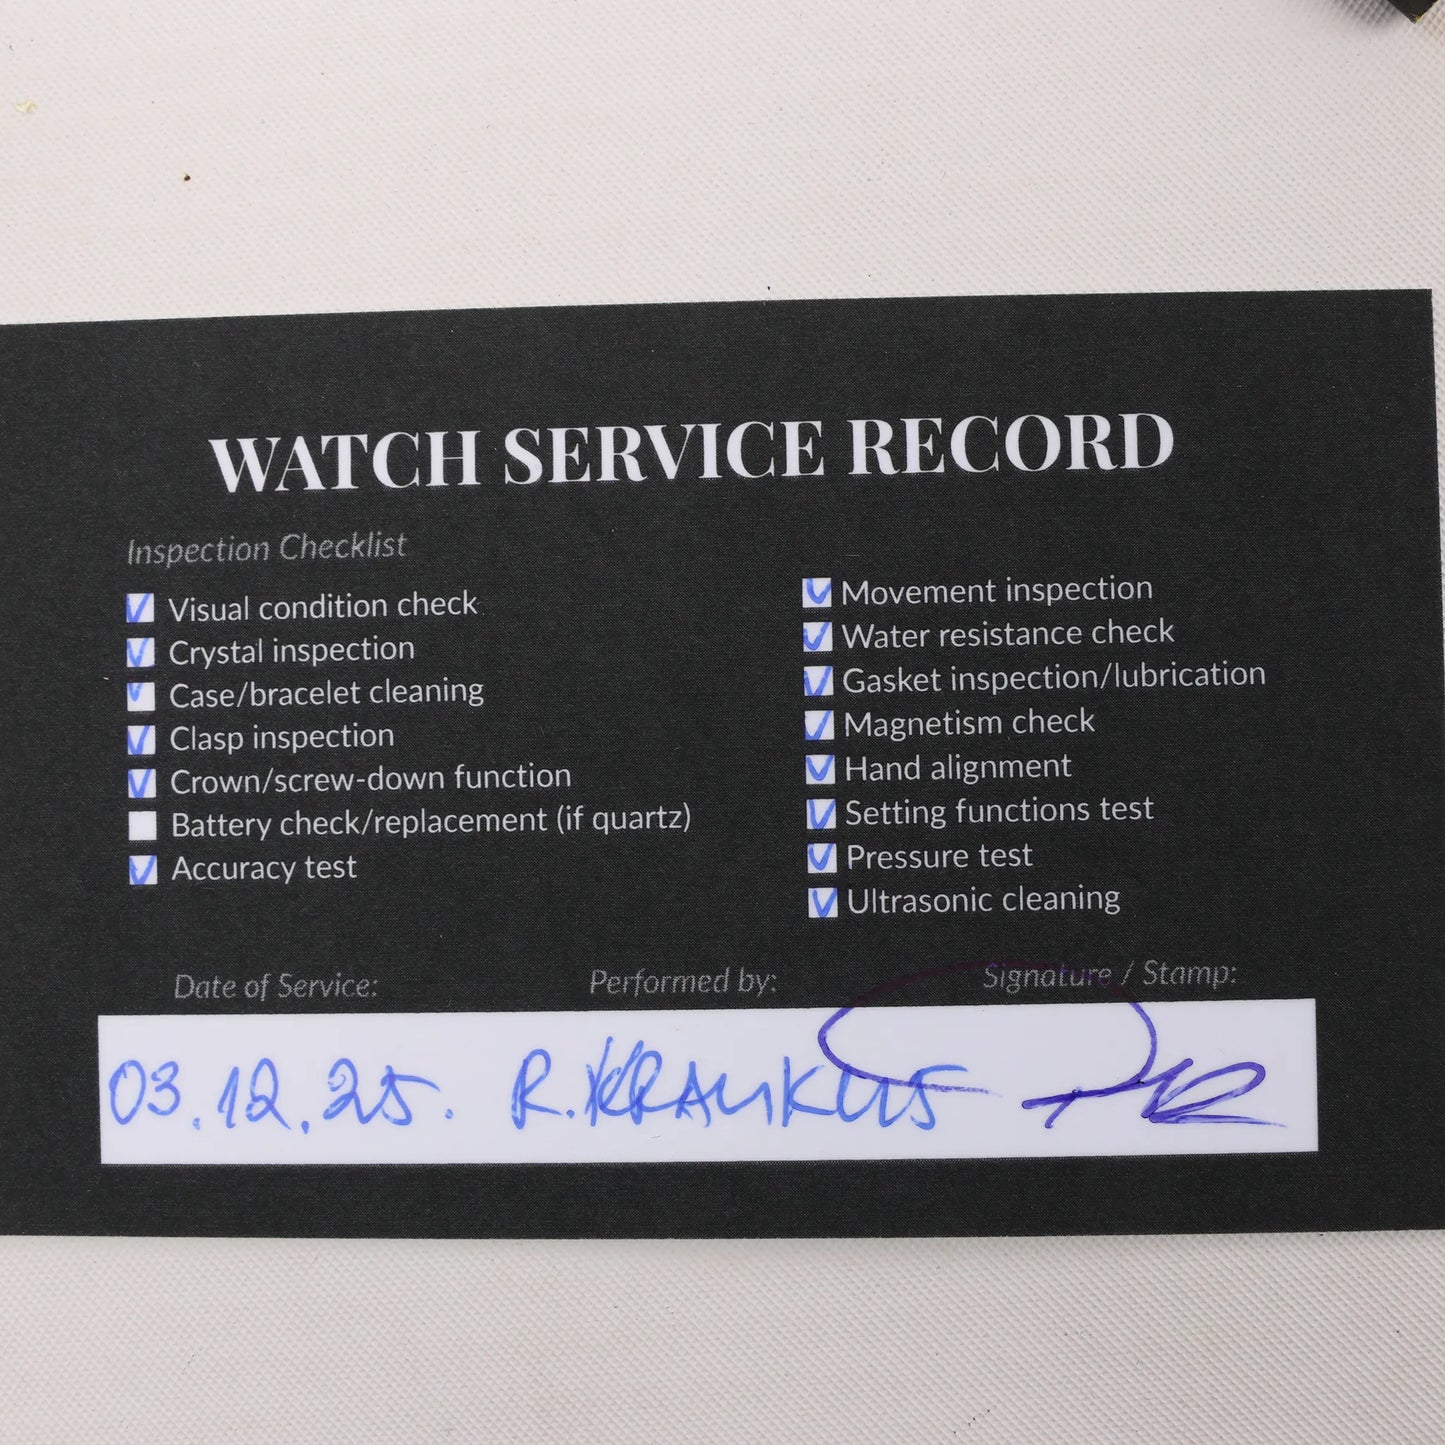 WATCH SERVICE RECORD
Inspection Checklist
Visual condition check
Crystal inspection
Case/bracelet cleaning
Clasp inspection
Crown/screw-down function
Battery check/replacement (if quartz)
Accuracy test
Movement inspection
Water resistance check
Gasket inspection/lubrication
Magnetism check
Hand alignment
Setting functions test
Pressure test
Ultrasonic cleaning
Date of Service: Performed by: Signature / Stamp:
03.12.25. R.